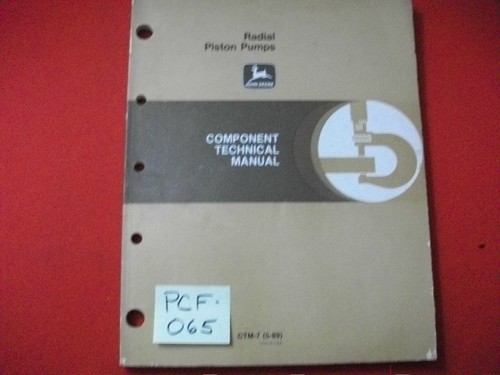 Radial
Piston Pumps
JOHN DEERE
COMPONENT
TECHNICAL
MANUAL
PCF-
065
CTM-7 (5-89)